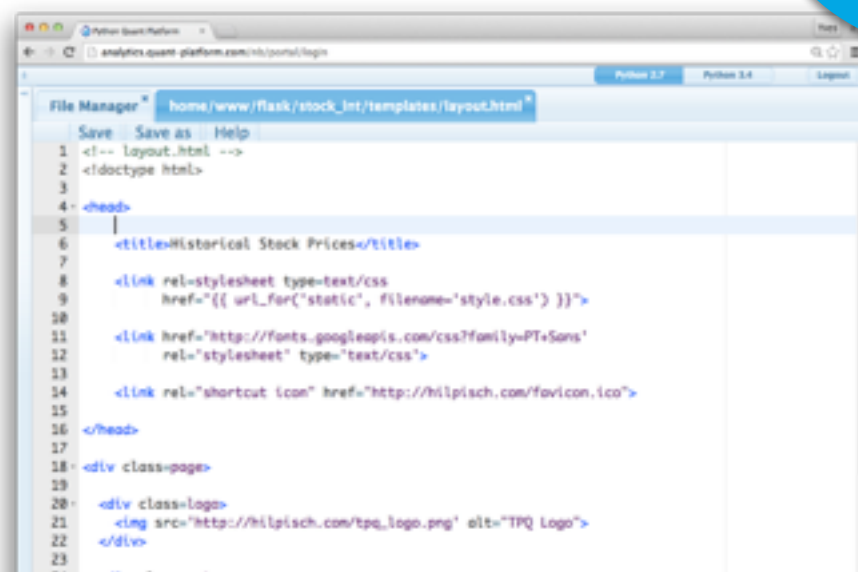 Python Quant Platform
Yves
analytics.quant-platform.com/nb/portal/login
Python 2.7 Python 3.4 Logout
File Manager home/www/flask/stock_int/templates/layout.html
Save Save as Help
1 <!-- layout.html -->
2 <!doctype html>
3
4 <head>
5
6 <title>Historical Stock Prices</title>
7
8 <link rel=stylesheet type=text/css
9 href="{{ url_for('static', filename='style.css') }}">
10
11 <link href='http://fonts.googleapis.com/css?family=PT+Sans'
12 rel="stylesheet" type="text/css">
13
14 <link rel="shortcut icon" href="http://hilpisch.com/favicon.ico">
15
16 </head>
17
18 <div class=page>
19
20 <div class=logo>
21 <img src='http://hilpisch.com/tpq_logo.png' alt="TPQ Logo">
22 </div>
23